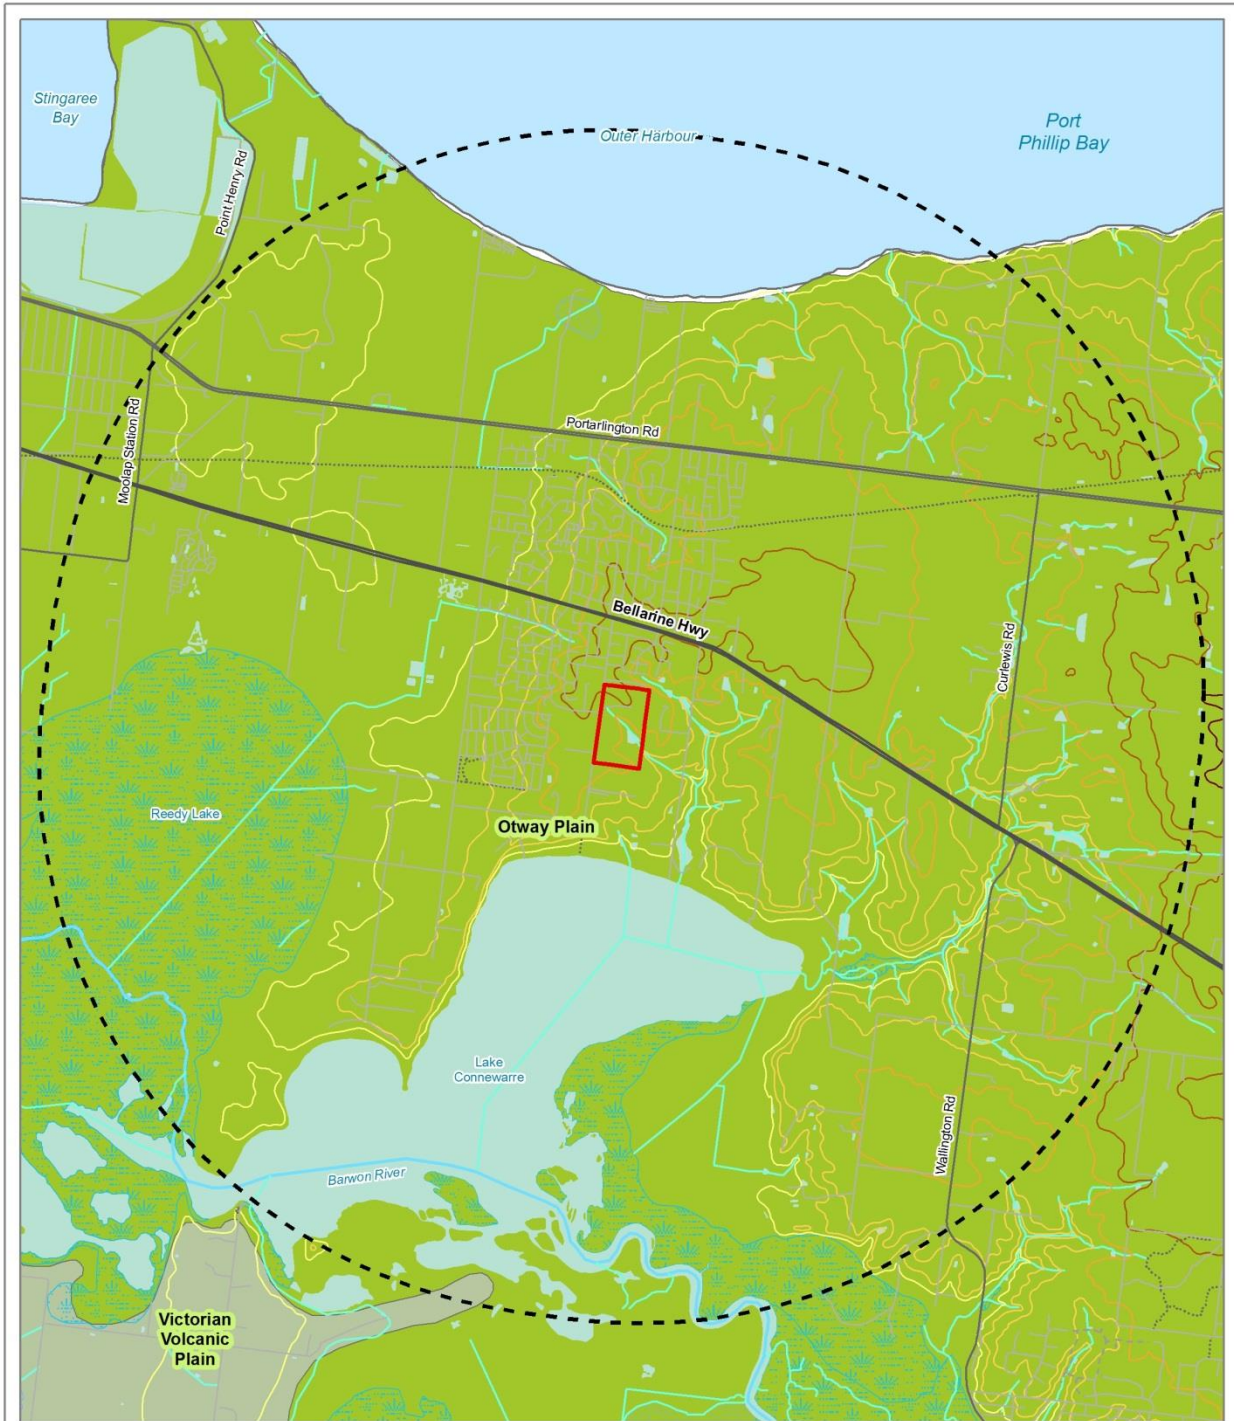 Stingaree
Bay
Outer Harbour
Port
Phillip Bay
Point Henry Rd
Portarlington Rd
Moolap Station Rd
Bellarine Hwy
Curlewis Rd
Reedy Lake
Otway Plain
Lake
Connewarre
Wallington Rd
Barwon River
Victorian
Volcanic
Plain